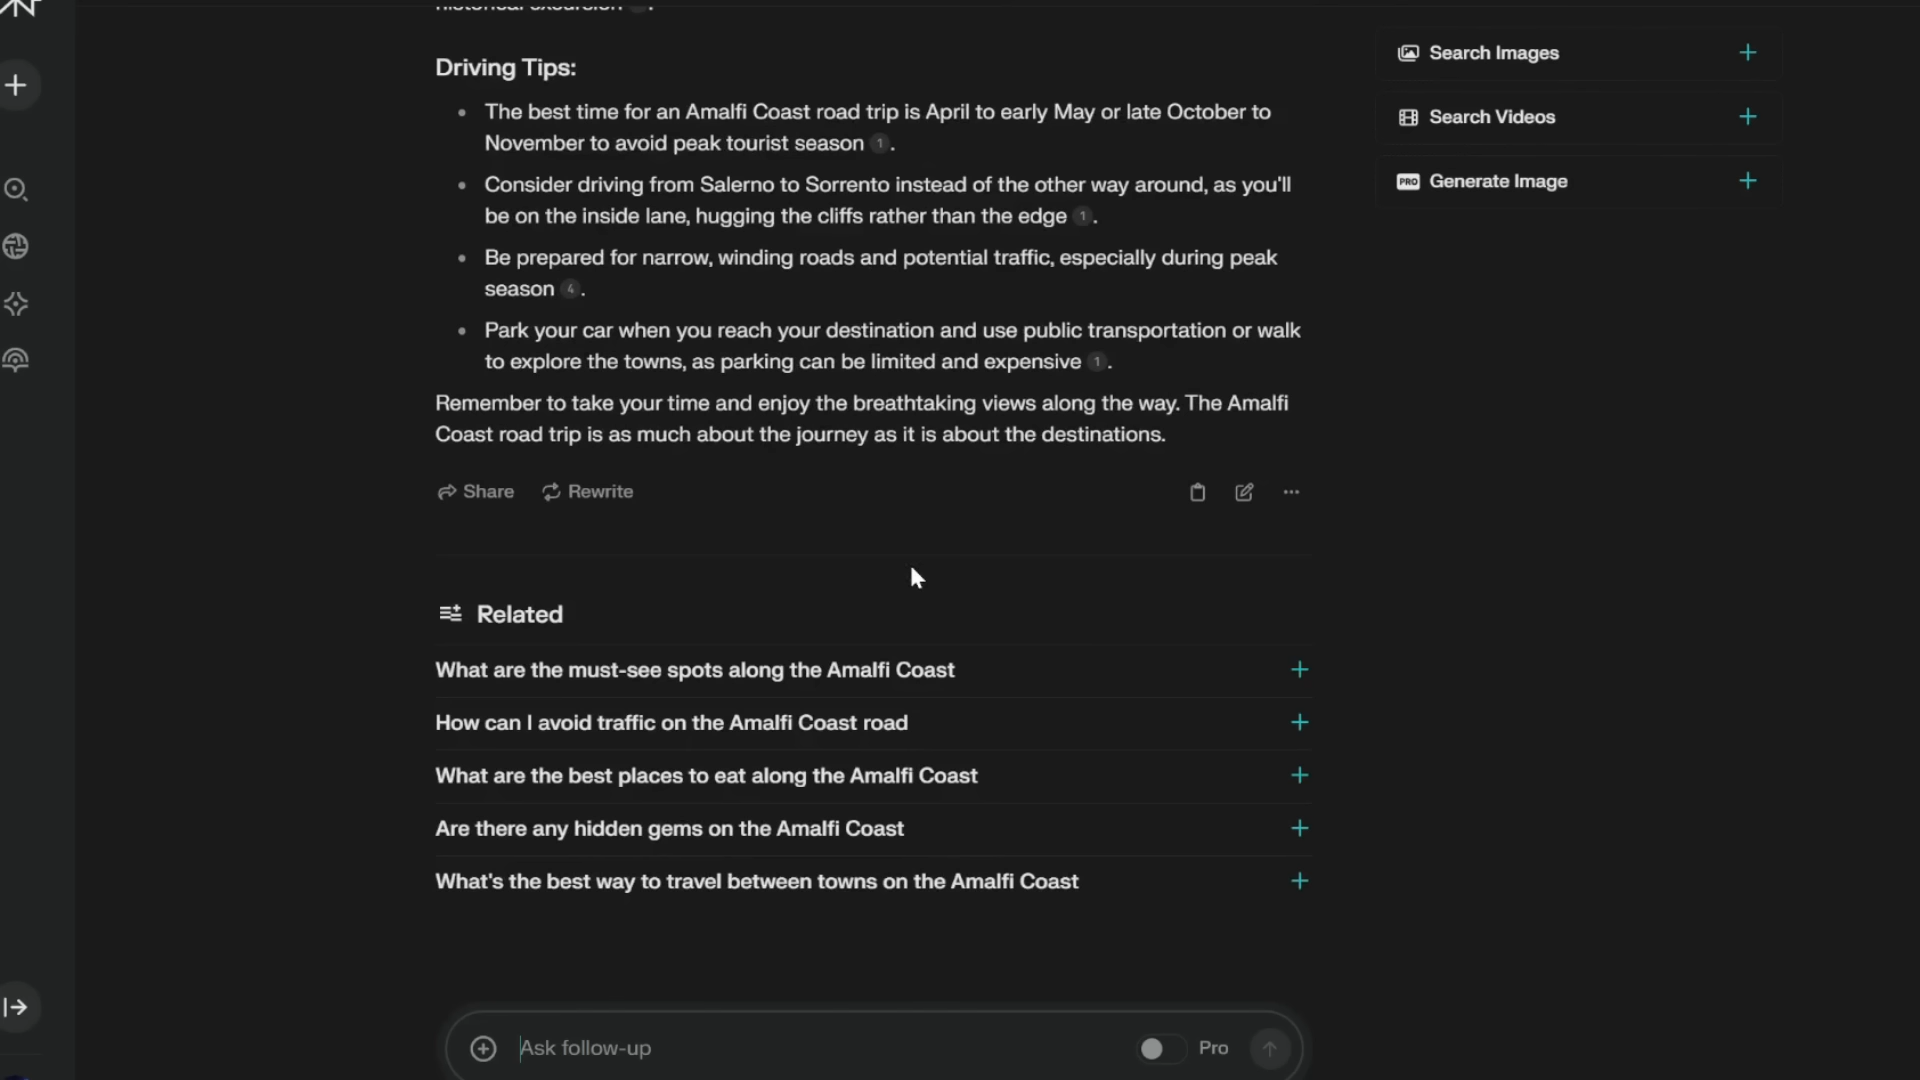 historical excursion
Driving Tips:
The best time for an Amalfi Coast road trip is April to early May or late October to
November to avoid peak tourist season 1.
Consider driving from Salerno to Sorrento instead of the other way around, as you'll
be on the inside lane, hugging the cliffs rather than the edge 1.
Be prepared for narrow, winding roads and potential traffic, especially during peak
season 4.
Park your car when you reach your destination and use public transportation or walk
to explore the towns, as parking can be limited and expensive 1.
Remember to take your time and enjoy the breathtaking views along the way. The Amalfi
Coast road trip is as much about the journey as it is about the destinations.
Share Rewrite
Related
What are the must-see spots along the Amalfi Coast
How can I avoid traffic on the Amalfi Coast road
What are the best places to eat along the Amalfi Coast
Are there any hidden gems on the Amalfi Coast
What's the best way to travel between towns on the Amalfi Coast
Ask follow-up Pro
Search Images
Search Videos
PRO Generate Image